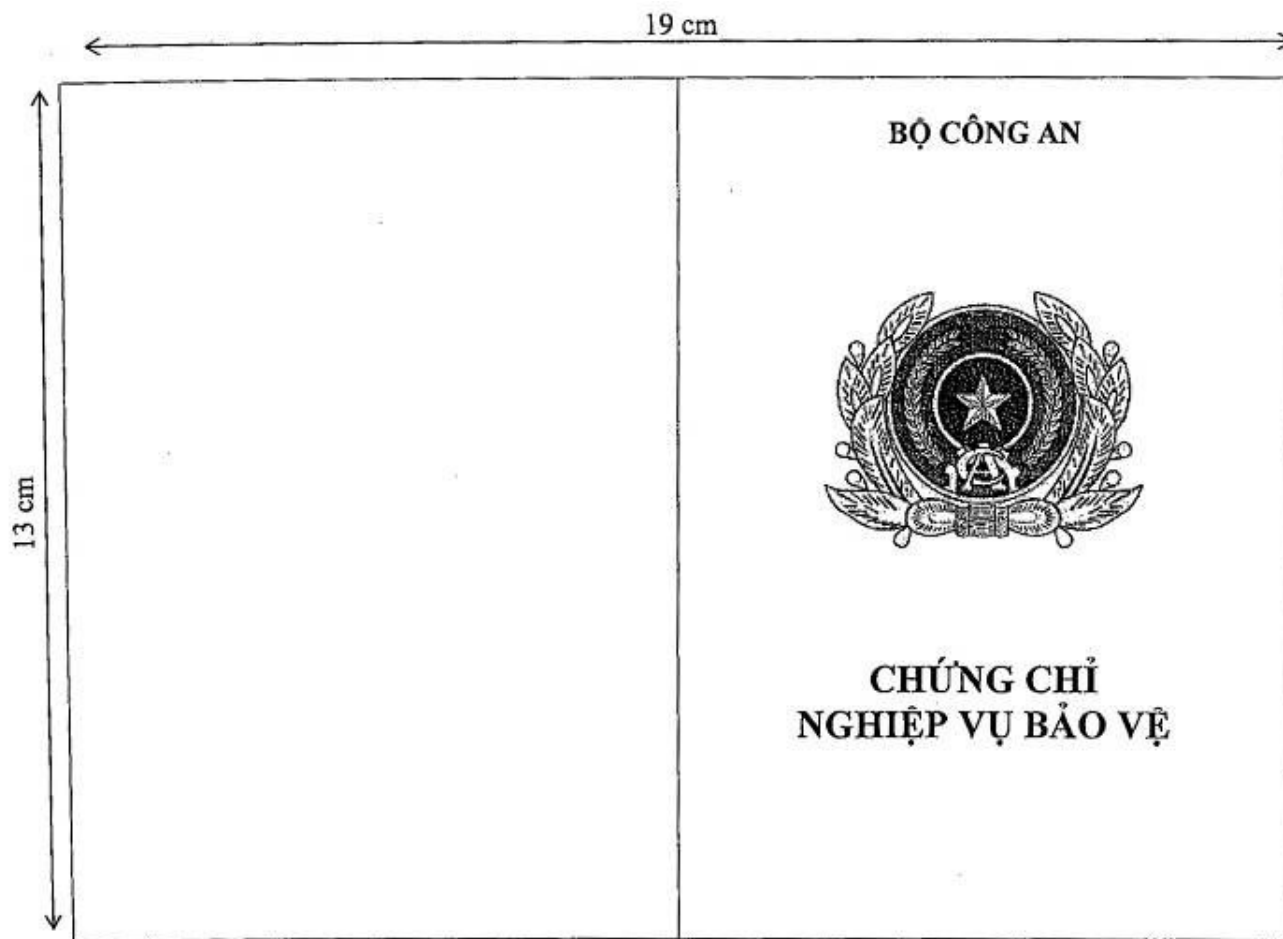 19 cm
13 cm
BỘ CÔNG AN
CHỨNG CHỈ
NGHIỆP VỤ BẢO VỆ